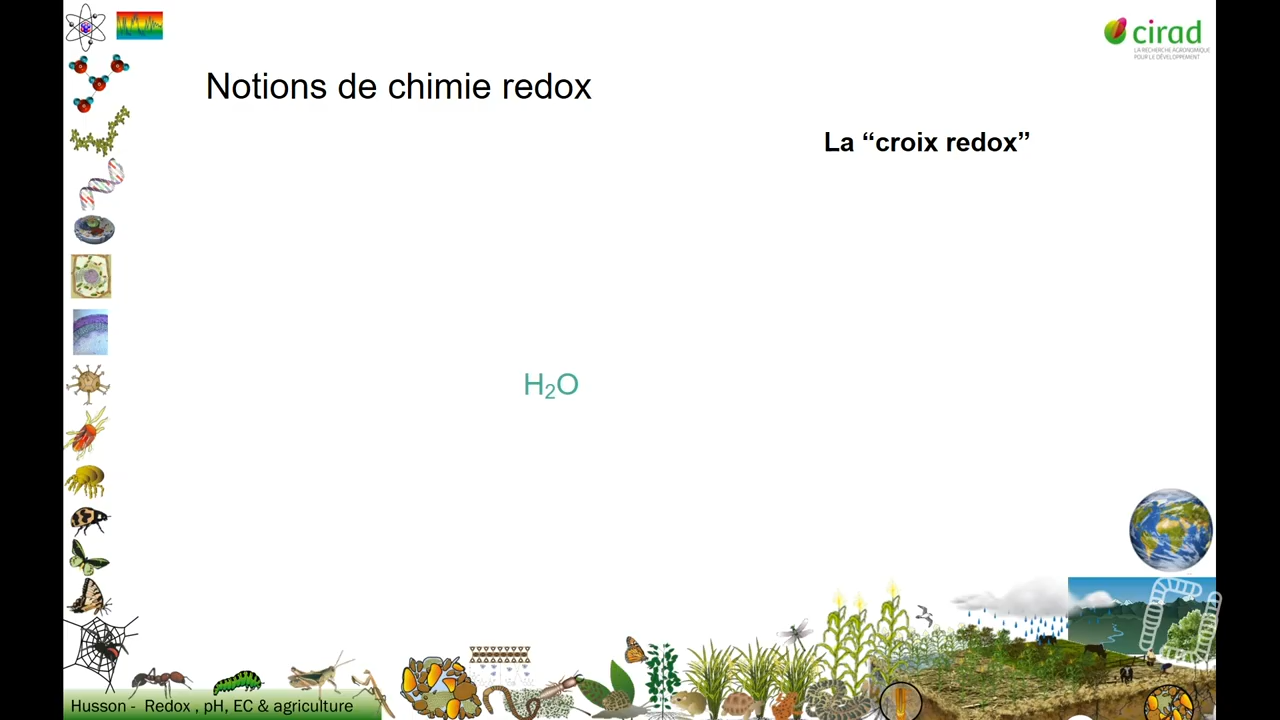 cirad
LA RECHERCHE AGRONOMIQUE
POUR LE DÉVELOPPEMENT
Notions de chimie redox
La “croix redox”
H₂O
Husson - Redox , pH, EC & agriculture